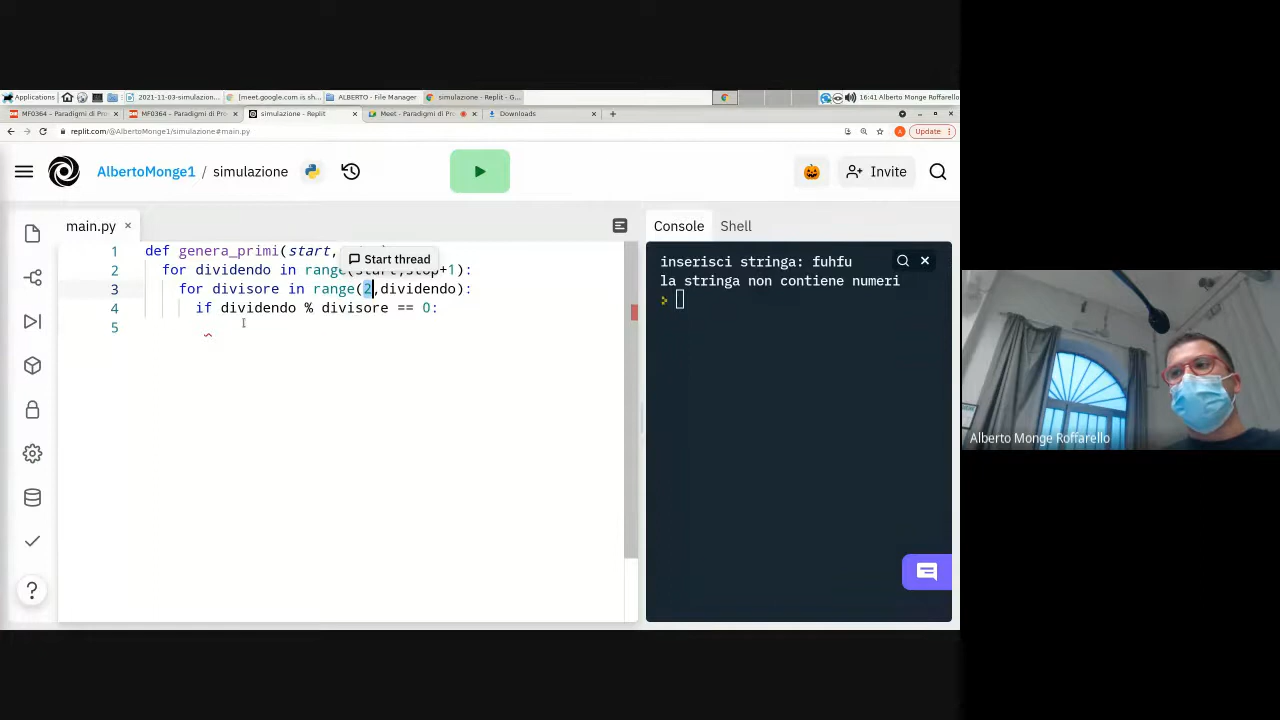 Applications
2021-11-03-simulazion...
[meet.google.com is sh...
ALBERTO - File Manager
simulazione - Replit - G...
16:41 Alberto Monge Roffarello
MF0364 – Paradigmi di Pro
MF0364 – Paradigmi di Pro
simulazione - Replit
Meet - Paradigmi di Pro
Downloads
replit.com/@AlbertoMonge1/simulazione#main.py
Update
AlbertoMonge1 / simulazione
Invite
main.py
Console
Shell
1 def genera_primi(start,
Start thread
2 for dividendo in range(start,stop+1):
3 for divisore in range(2,dividendo):
4 if dividendo % divisore == 0:
5
inserisci stringa: fuhfu
la stringa non contiene numeri
Alberto Monge Roffarello